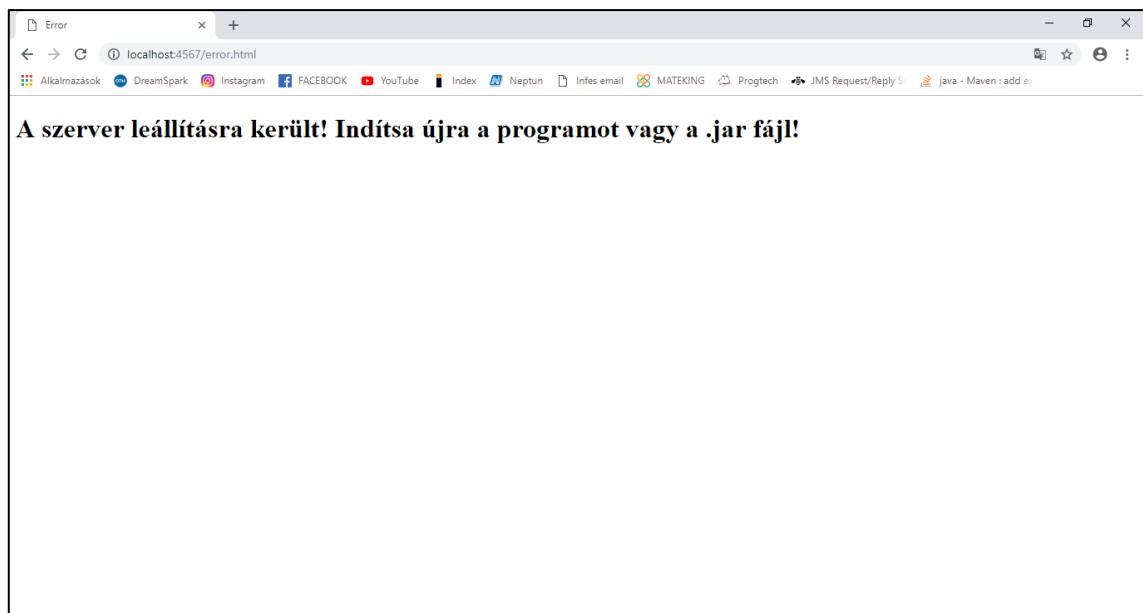 Error
localhost:4567/error.html
Alkalmazások DreamSpark Instagram FACEBOOK YouTube Index Neptun Infes email MATEKING Progtech JMS Request/Reply S java - Maven : add e
A szerver leállításra került! Indítsa újra a programot vagy a .jar fájl!